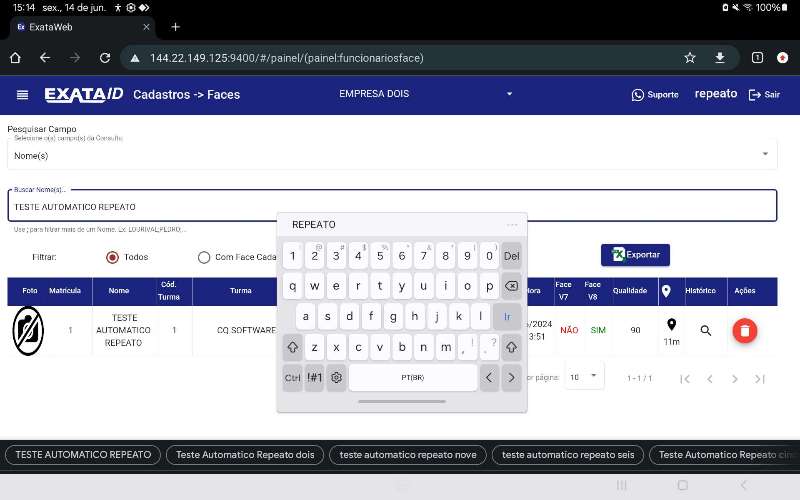 15:14 sex., 14 de jun. 100%
ExataWeb
144.22.149.125:9400/#/painel/(painel:funcionariosface)
EXATA ID Cadastros -> Faces EMPRESA DOIS Suporte repeato Sair
Pesquisar Campo
Selecione o(s) campo(s) da Consulta
Nome(s)
Buscar Nome(s)...
TESTE AUTOMATICO REPEATO
Use ; para filtrar mais de um Nome. Ex: LOURIVAL;PEDRO;...
Filtrar: Todos Com Face Cada Exportar
Foto Matrícula Nome Cód. Turma Turma Hora Face V7 Face V8 Qualidade Histórico Ações
1 TESTE AUTOMATICO REPEATO 1 CQ SOFTWARE /2024 3:51 NÃO SIM 90 11m
or página: 10 1 - 1 / 1
REPEATO ...
1 2 3 4 5 6 7 8 9 0 Del
q w e r t y u i o p
a s d f g h j k l Ir
z x c v b n m , ! . ?
Ctrl !#1 PT(BR) < >
TESTE AUTOMATICO REPEATO Teste Automatico Repeato dois teste automatico repeato nove teste automatico repeato seis Teste Automatico Repeato cinc